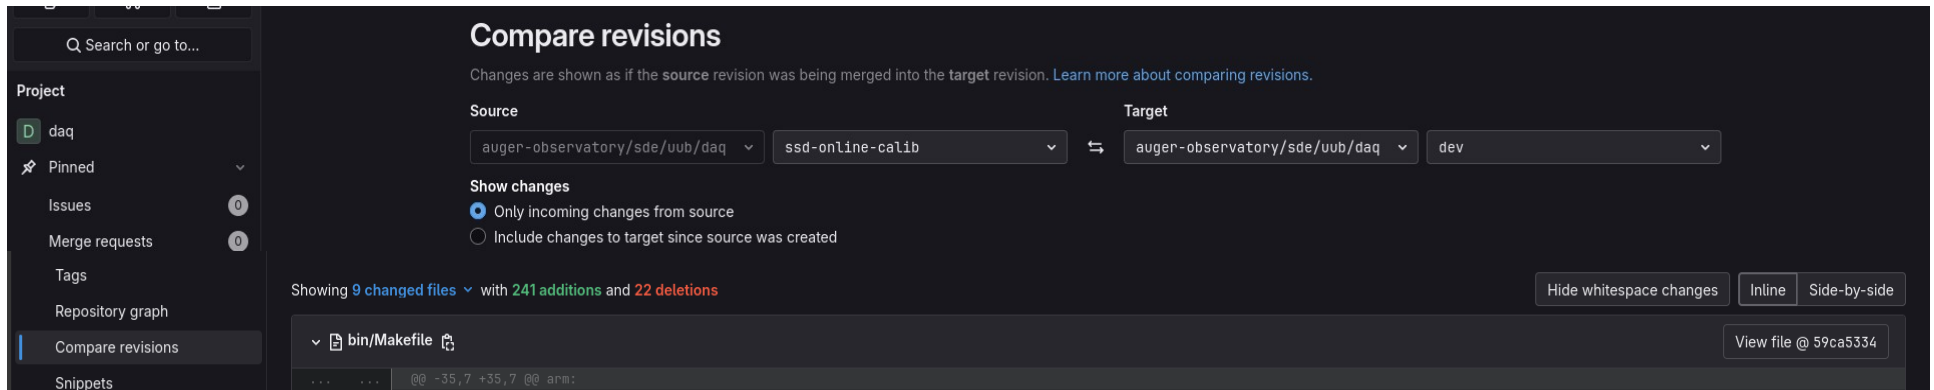 Search or go to...
Project
D daq
Pinned
Issues 0
Merge requests 0
Tags
Repository graph
Compare revisions
Snippets
Compare revisions
Changes are shown as if the source revision was being merged into the target revision. Learn more about comparing revisions.
Source
auger-observatory/sde/uub/daq
ssd-online-calib
Target
auger-observatory/sde/uub/daq
dev
Show changes
Only incoming changes from source
Include changes to target since source was created
Showing 9 changed files with 241 additions and 22 deletions
Hide whitespace changes
Inline
Side-by-side
bin/Makefile
View file @ 59ca5334
... ... @@ -35,7 +35,7 @@ arm: